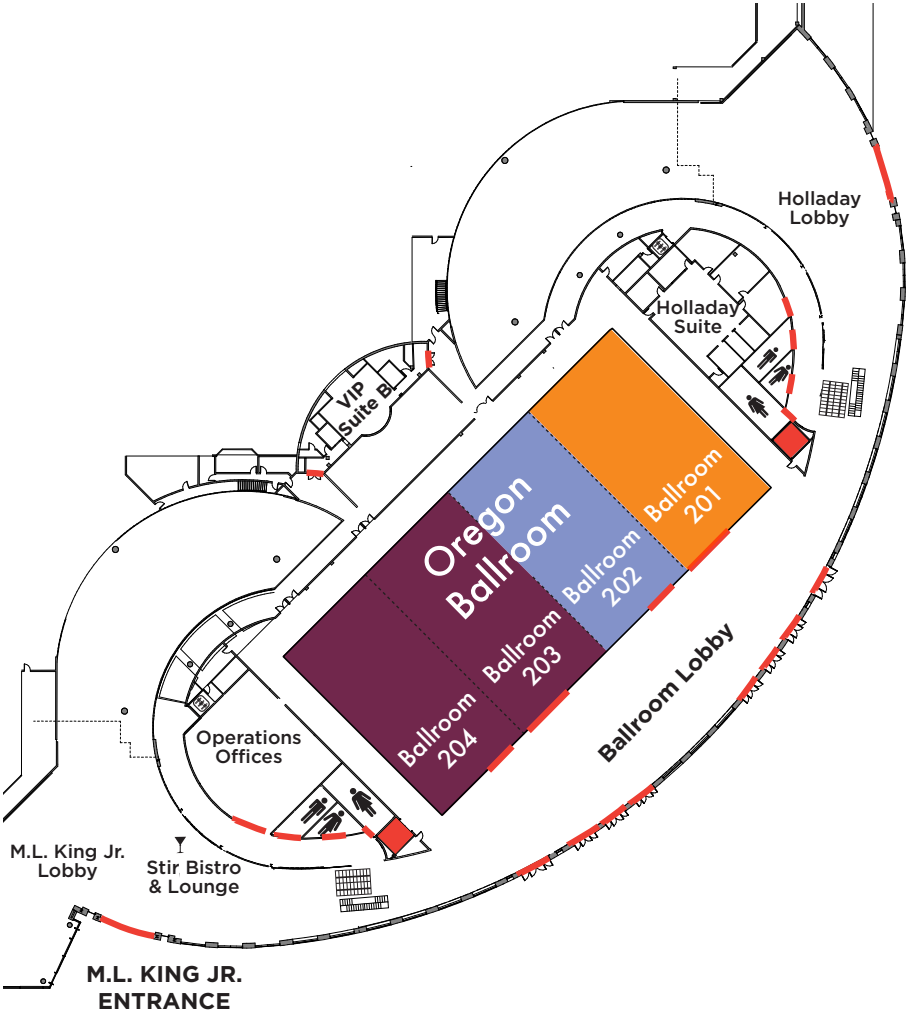 Holladay
Lobby
Holladay
Suite
VIP
Suite B
Ballroom
201
Oregon
Ballroom
Ballroom
202
Ballroom
203
Ballroom
204
Ballroom Lobby
Operations
Offices
M.L. King Jr.
Lobby
Stir Bistro
& Lounge
M.L. KING JR.
ENTRANCE